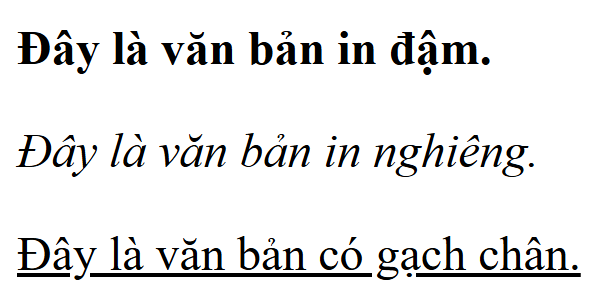 Đây là văn bản in đậm.
Đây là văn bản in nghiêng.
Đây là văn bản có gạch chân.